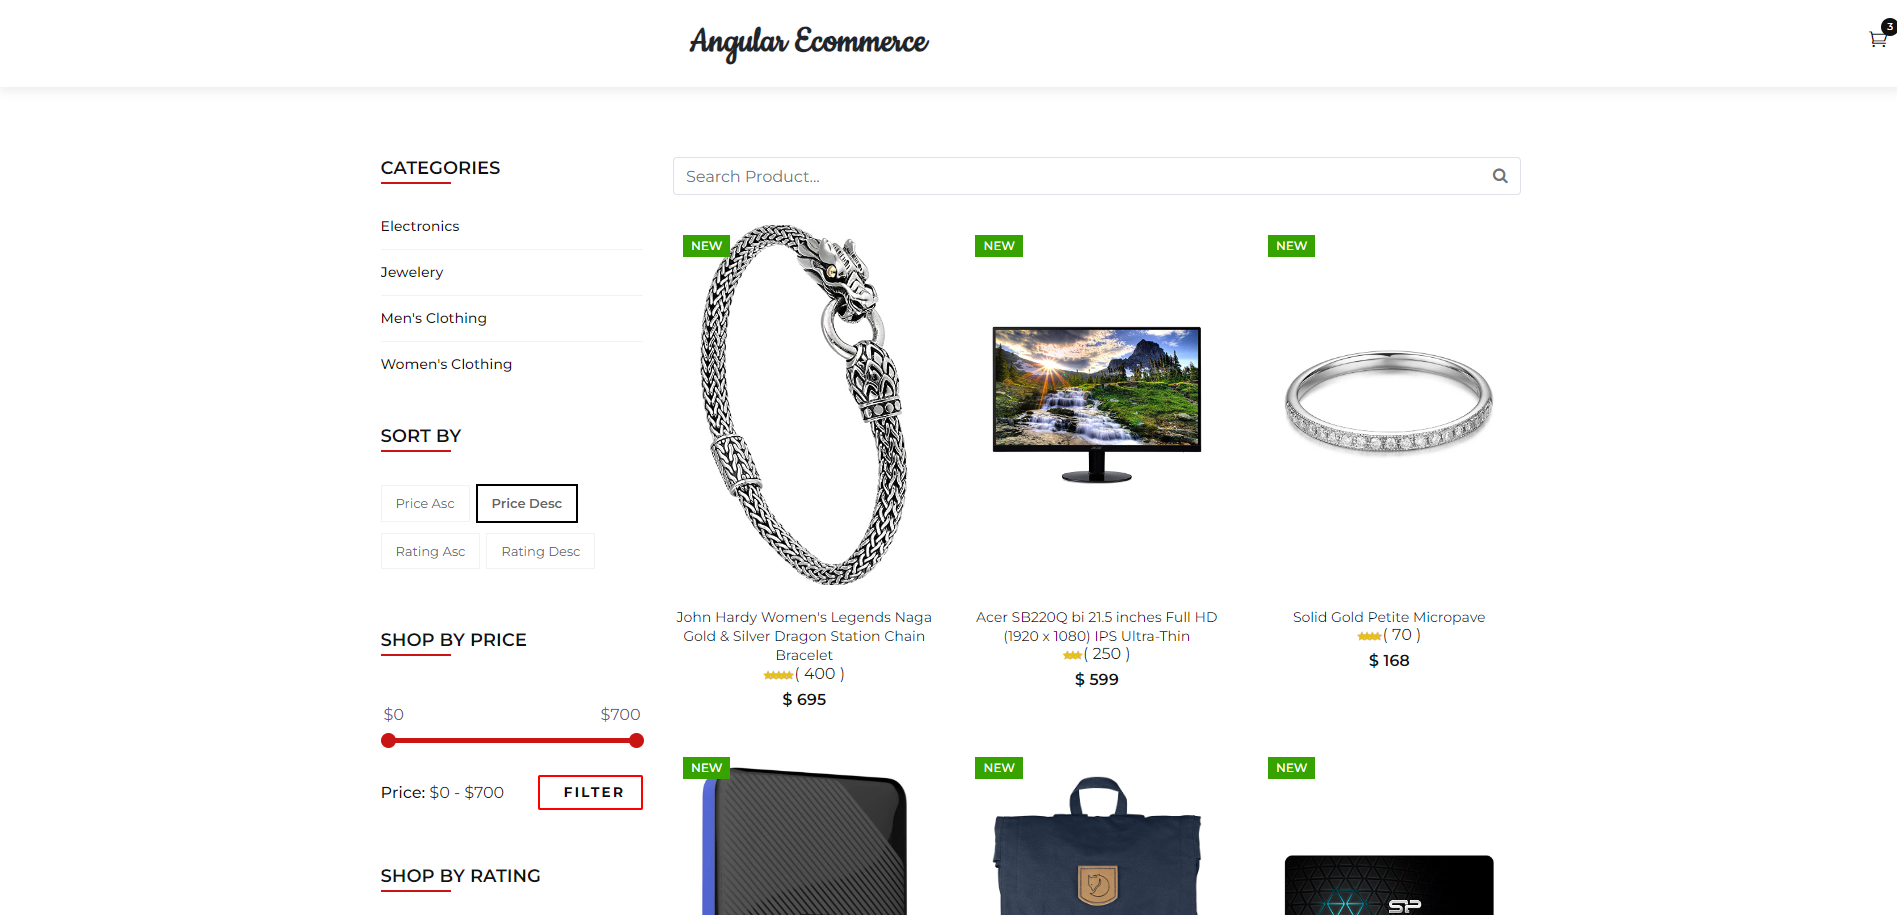 Angular Ecommerce
3
CATEGORIES
Electronics
Jewelery
Men's Clothing
Women's Clothing
SORT BY
Price Asc
Price Desc
Rating Asc
Rating Desc
SHOP BY PRICE
$0
$700
Price: $0 - $700
FILTER
SHOP BY RATING
Search Product...
NEW
NEW
NEW
John Hardy Women's Legends Naga
Gold & Silver Dragon Station Chain
Bracelet
( 400 )
$ 695
Acer SB220Q bi 21.5 inches Full HD
(1920 x 1080) IPS Ultra-Thin
( 250 )
$ 599
Solid Gold Petite Micropave
( 70 )
$ 168
NEW
NEW
NEW
SP